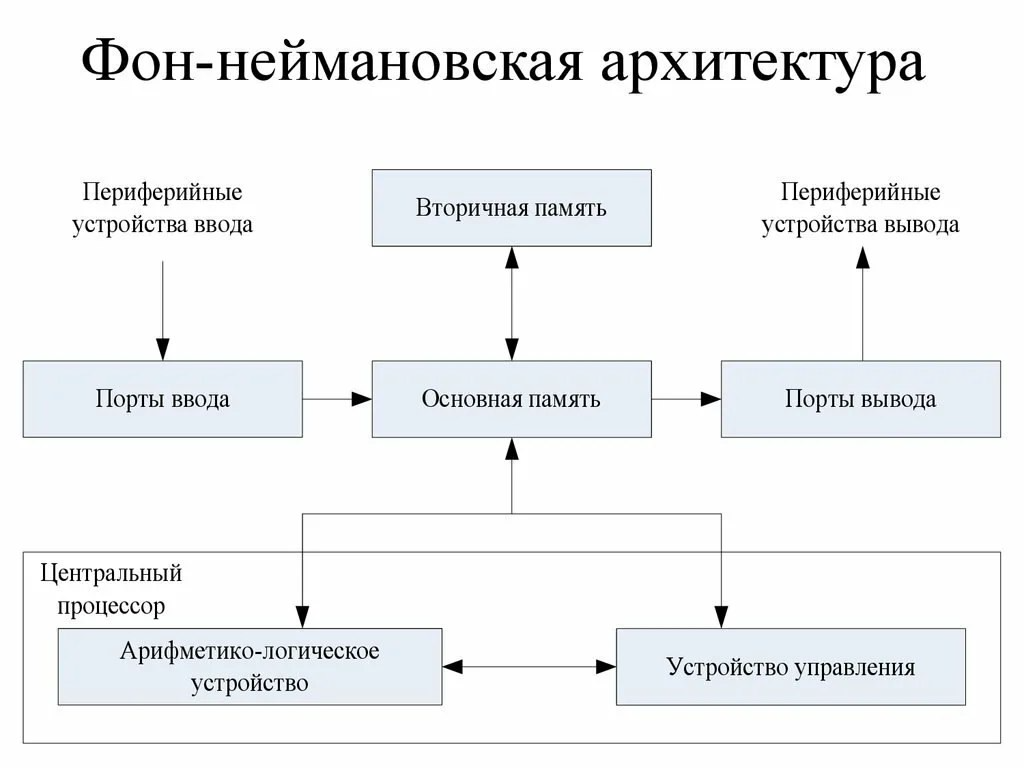 Фон-неймановская архитектура
Периферийные
устройства ввода
Вторичная память
Периферийные
устройства вывода
Порты ввода
Основная память
Порты вывода
Центральный
процессор
Арифметико-логическое
устройство
Устройство управления